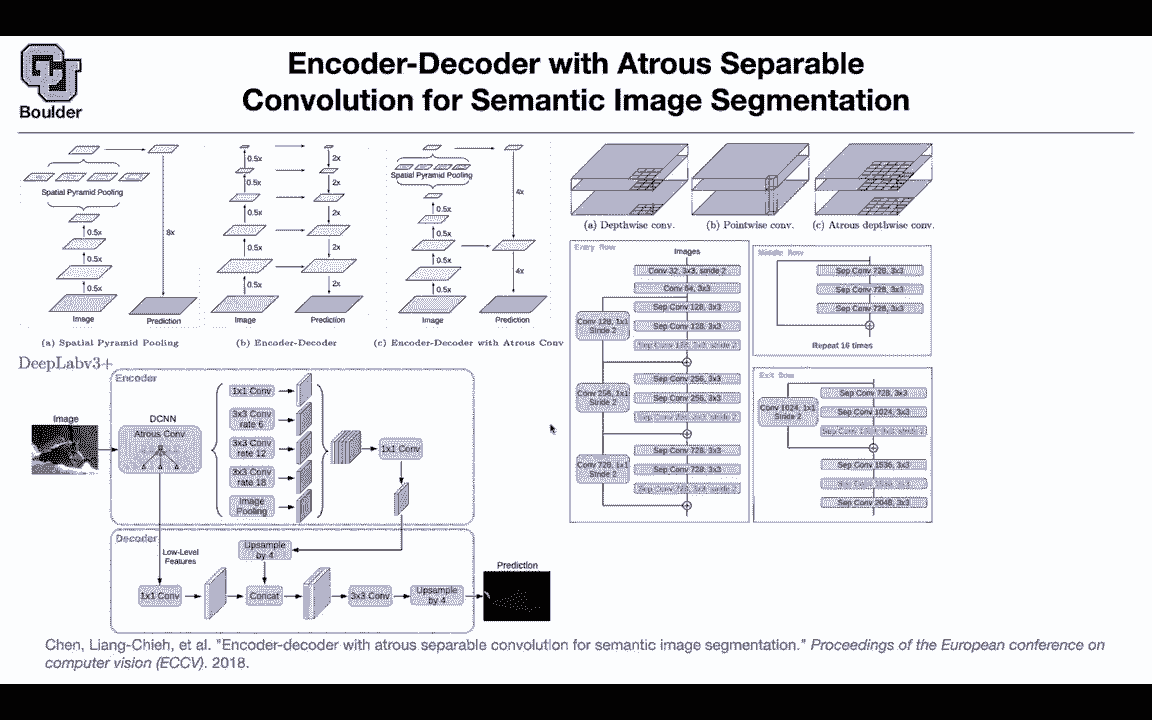 Boulder
Encoder-Decoder with Atrous Separable
Convolution for Semantic Image Segmentation
Spatial Pyramid Pooling
0.5x
0.5x
0.5x
8x
Image
Prediction
(a) Spatial Pyramid Pooling
0.5x
0.5x
0.5x
0.5x
0.5x
2x
2x
2x
2x
2x
Image
Prediction
(b) Encoder-Decoder
Spatial Pyramid Pooling
0.5x
0.5x
0.5x
0.5x
4x
4x
Image
Prediction
(c) Encoder-Decoder with Atrous Conv
(a) Depthwise conv.
(b) Pointwise conv.
(c) Atrous depthwise conv.
DeepLabv3+
Encoder
Image
DCNN
Atrous Conv
1x1 Conv
3x3 Conv
rate 6
3x3 Conv
rate 12
3x3 Conv
rate 18
Image
Pooling
1x1 Conv
Decoder
Low-Level
Features
Upsample
by 4
1x1 Conv
Concat
3x3 Conv
Upsample
by 4
Prediction
Entry flow
Images
Conv 32, 3x3, stride 2
Conv 64, 3x3
Sep Conv 128, 3x3
Sep Conv 128, 3x3
Sep Conv 128, 3x3, stride 2
Conv 128, 1x1
Stride 2
Sep Conv 256, 3x3
Sep Conv 256, 3x3
Conv 256, 1x1
Stride 2
Sep Conv 728, 3x3
Sep Conv 728, 3x3
Sep Conv 728, 3x3, stride 2
Conv 728, 1x1
Stride 2
Middle flow
Sep Conv 728, 3x3
Sep Conv 728, 3x3
Sep Conv 728, 3x3
Repeat 16 times
Exit flow
Sep Conv 728, 3x3
Sep Conv 1024, 3x3
Conv 1024, 1x1
Stride 2
Sep Conv 1536, 3x3
Sep Conv 2048, 3x3
Chen, Liang-Chieh, et al. "Encoder-decoder with atrous separable convolution for semantic image segmentation." Proceedings of the European conference on
computer vision (ECCV). 2018.